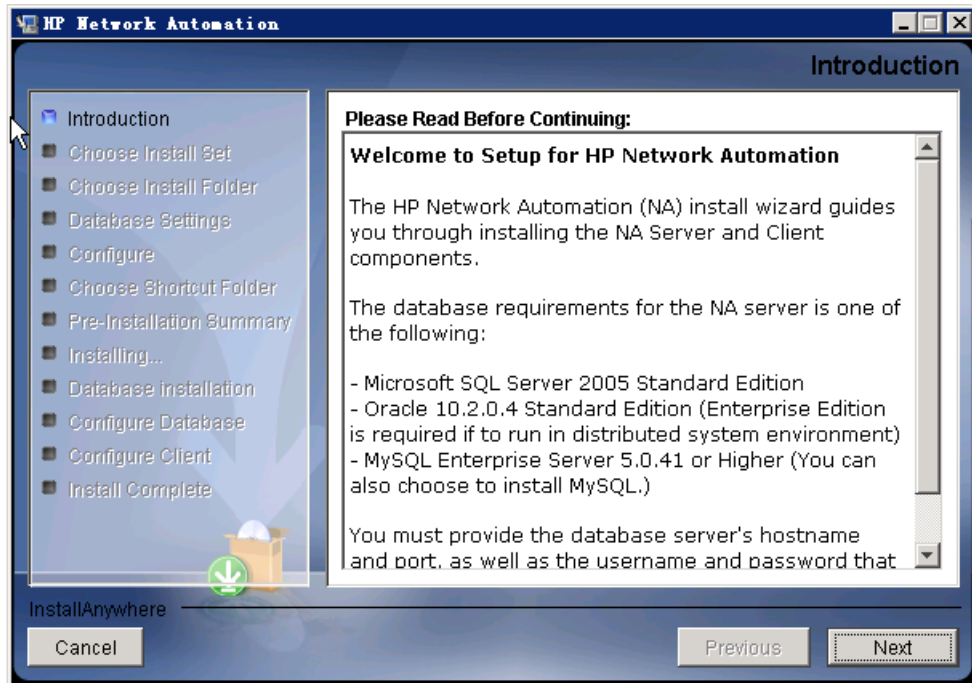 HP Network Automation
Introduction
Introduction
Choose Install Set
Choose Install Folder
Database Settings
Configure
Choose Shortcut Folder
Pre-Installation Summary
Installing...
Database installation
Configure Database
Configure Client
Install Complete
Please Read Before Continuing:
Welcome to Setup for HP Network Automation
The HP Network Automation (NA) install wizard guides
you through installing the NA Server and Client
components.
The database requirements for the NA server is one of
the following:
- Microsoft SQL Server 2005 Standard Edition
- Oracle 10.2.0.4 Standard Edition (Enterprise Edition
is required if to run in distributed system environment)
- MySQL Enterprise Server 5.0.41 or Higher (You can
also choose to install MySQL.)
You must provide the database server's hostname
and port, as well as the username and password that
InstallAnywhere
Cancel
Previous
Next